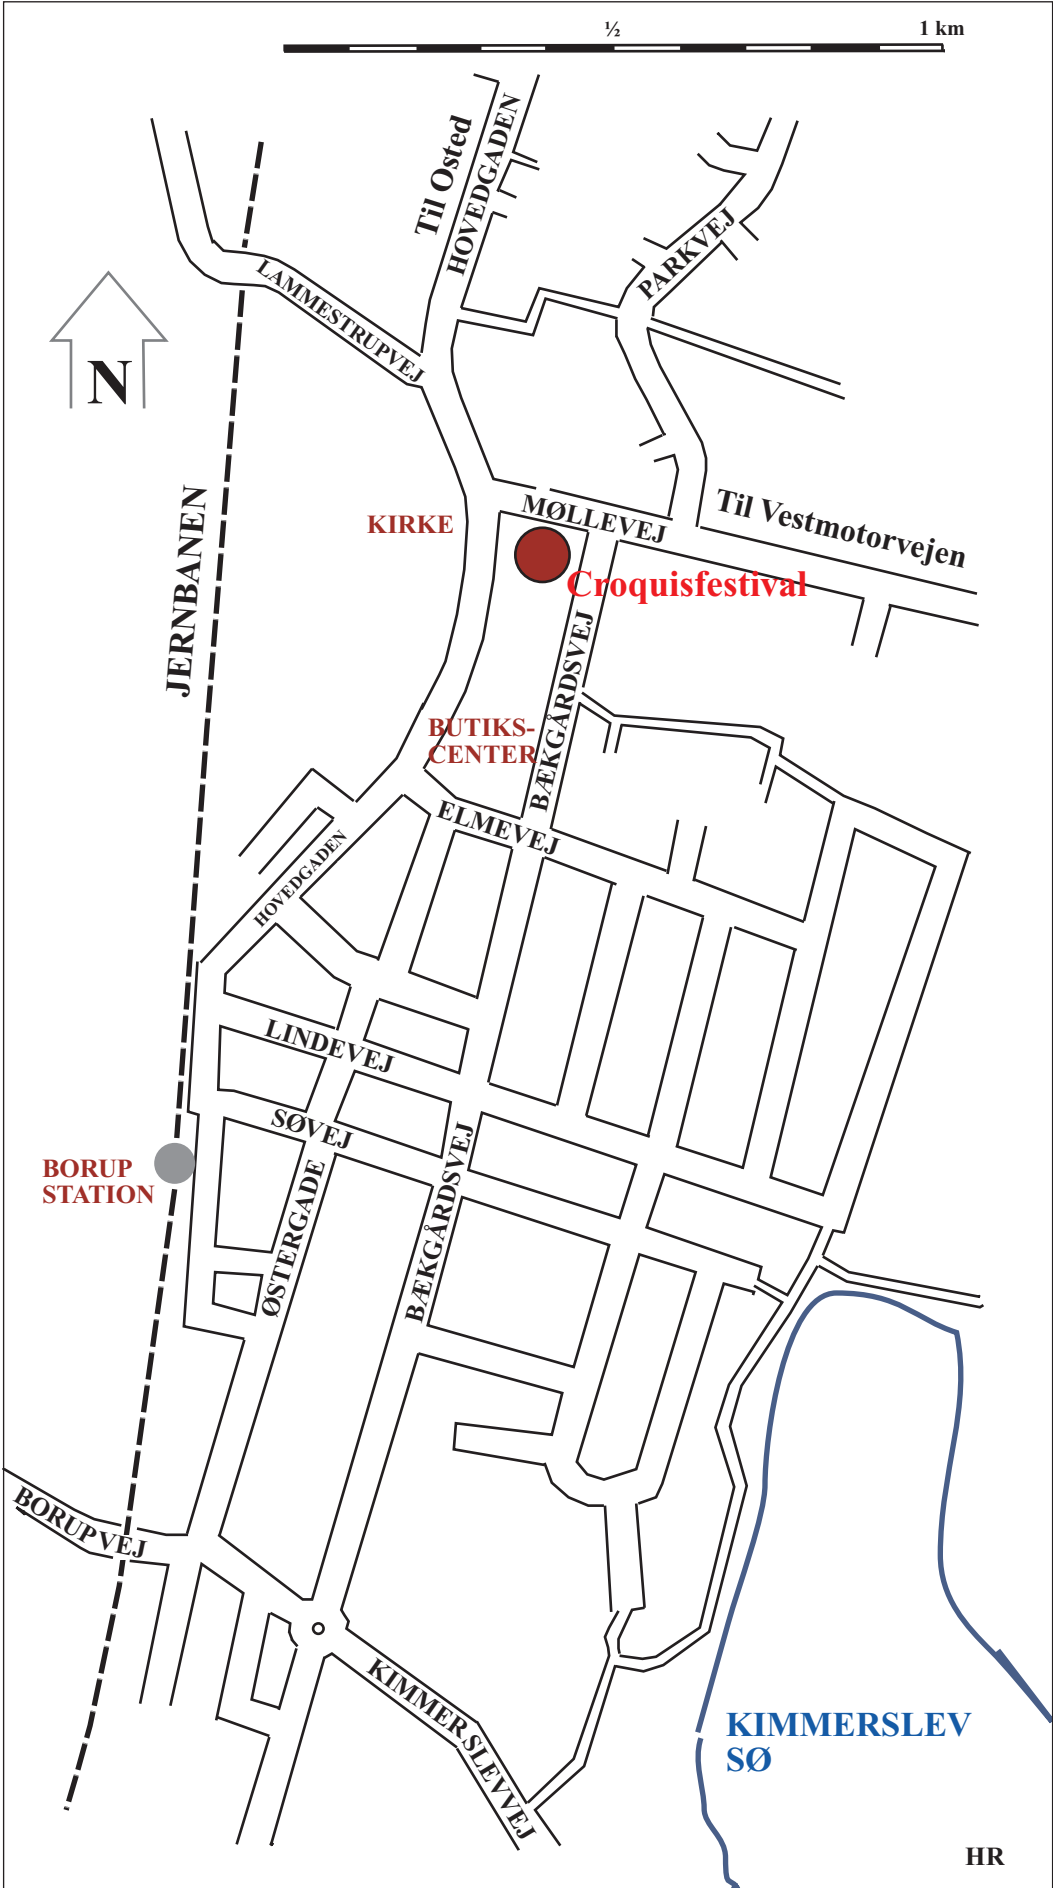 ½
1 km
Til Osted
HOVEDGADEN
PARKVEJ
LAMMESTRUPVEJ
N
JERNBANEN
KIRKE
MØLLEVEJ
Til Vestmotorvejen
Croquisfestival
BÆKGÅRDSVEJ
BUTIKS-
CENTER
ELMEVEJ
HOVEDGADEN
LINDEVEJ
SØVEJ
BORUP
STATION
ØSTERGADE
BÆKGÅRDSVEJ
BORUPVEJ
KIMMERSLEVVEJ
KIMMERSLEV
SØ
HR